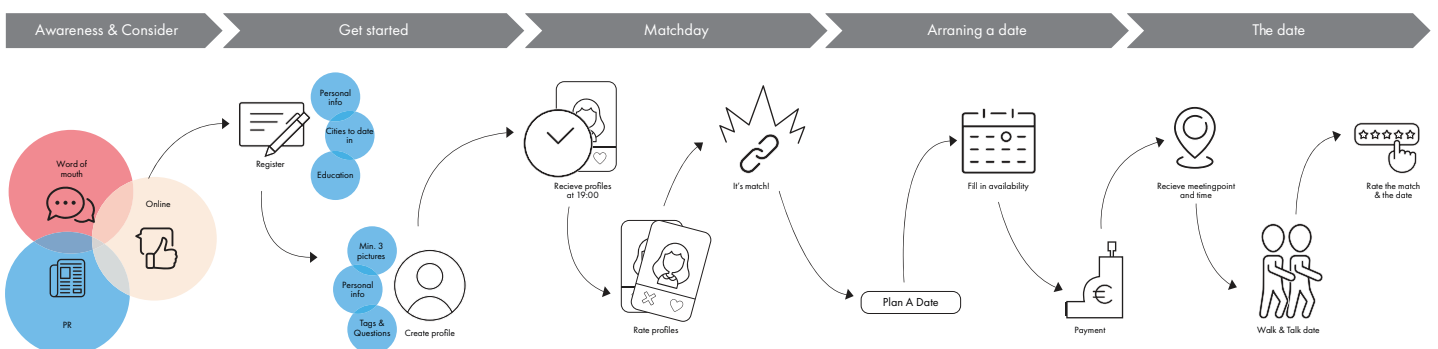 Awareness & Consider
Get started
Matchday
Arraning a date
The date
Word of
mouth
Online
PR
Register
Personal
info
Cities to date
in
Education
Min. 3
pictures
Personal
info
Tags &
Questions
Create profile
Recieve profiles
at 19:00
Rate profiles
It's match!
Plan A Date
Fill in availability
€
Payment
Recieve meetingpoint
and time
Walk & Talk date
Rate the match
& the date